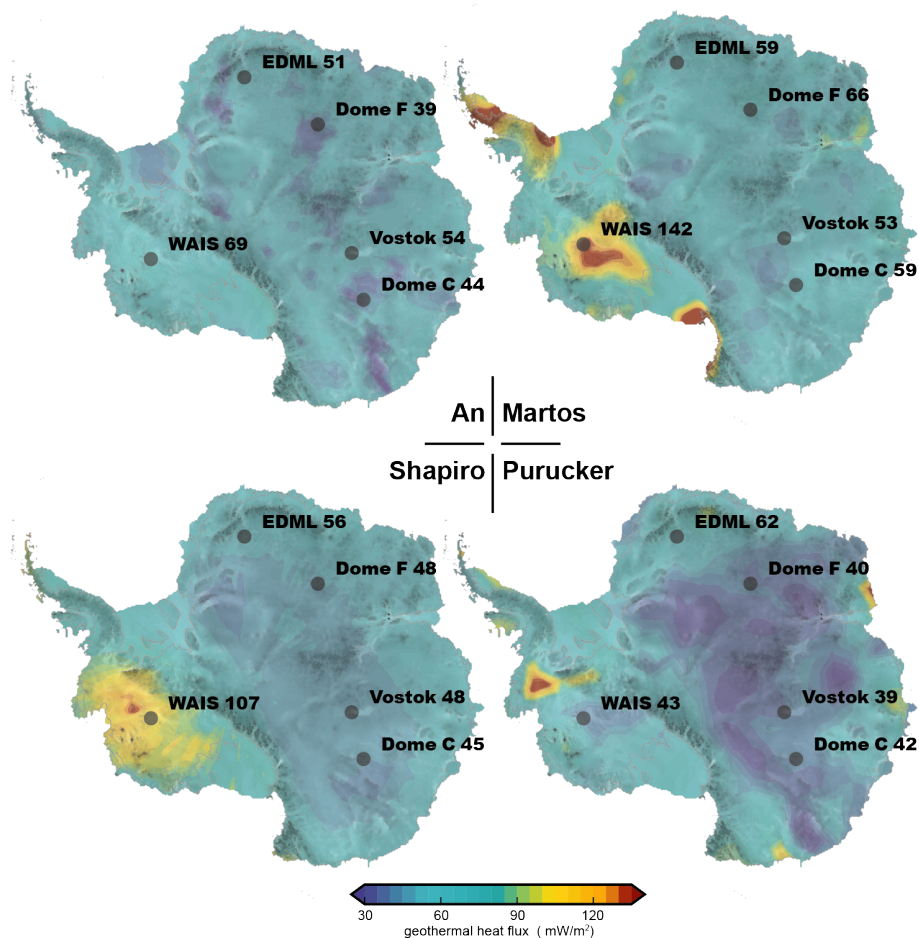 EDML 51
Dome F 39
WAIS 69
Vostok 54
Dome C 44
EDML 59
Dome F 66
WAIS 142
Vostok 53
Dome C 59
An
Martos
Shapiro
Purucker
EDML 56
Dome F 48
WAIS 107
Vostok 48
Dome C 45
EDML 62
Dome F 40
WAIS 43
Vostok 39
Dome C 42
30 60 90 120
geothermal heat flux ( mW/m²)